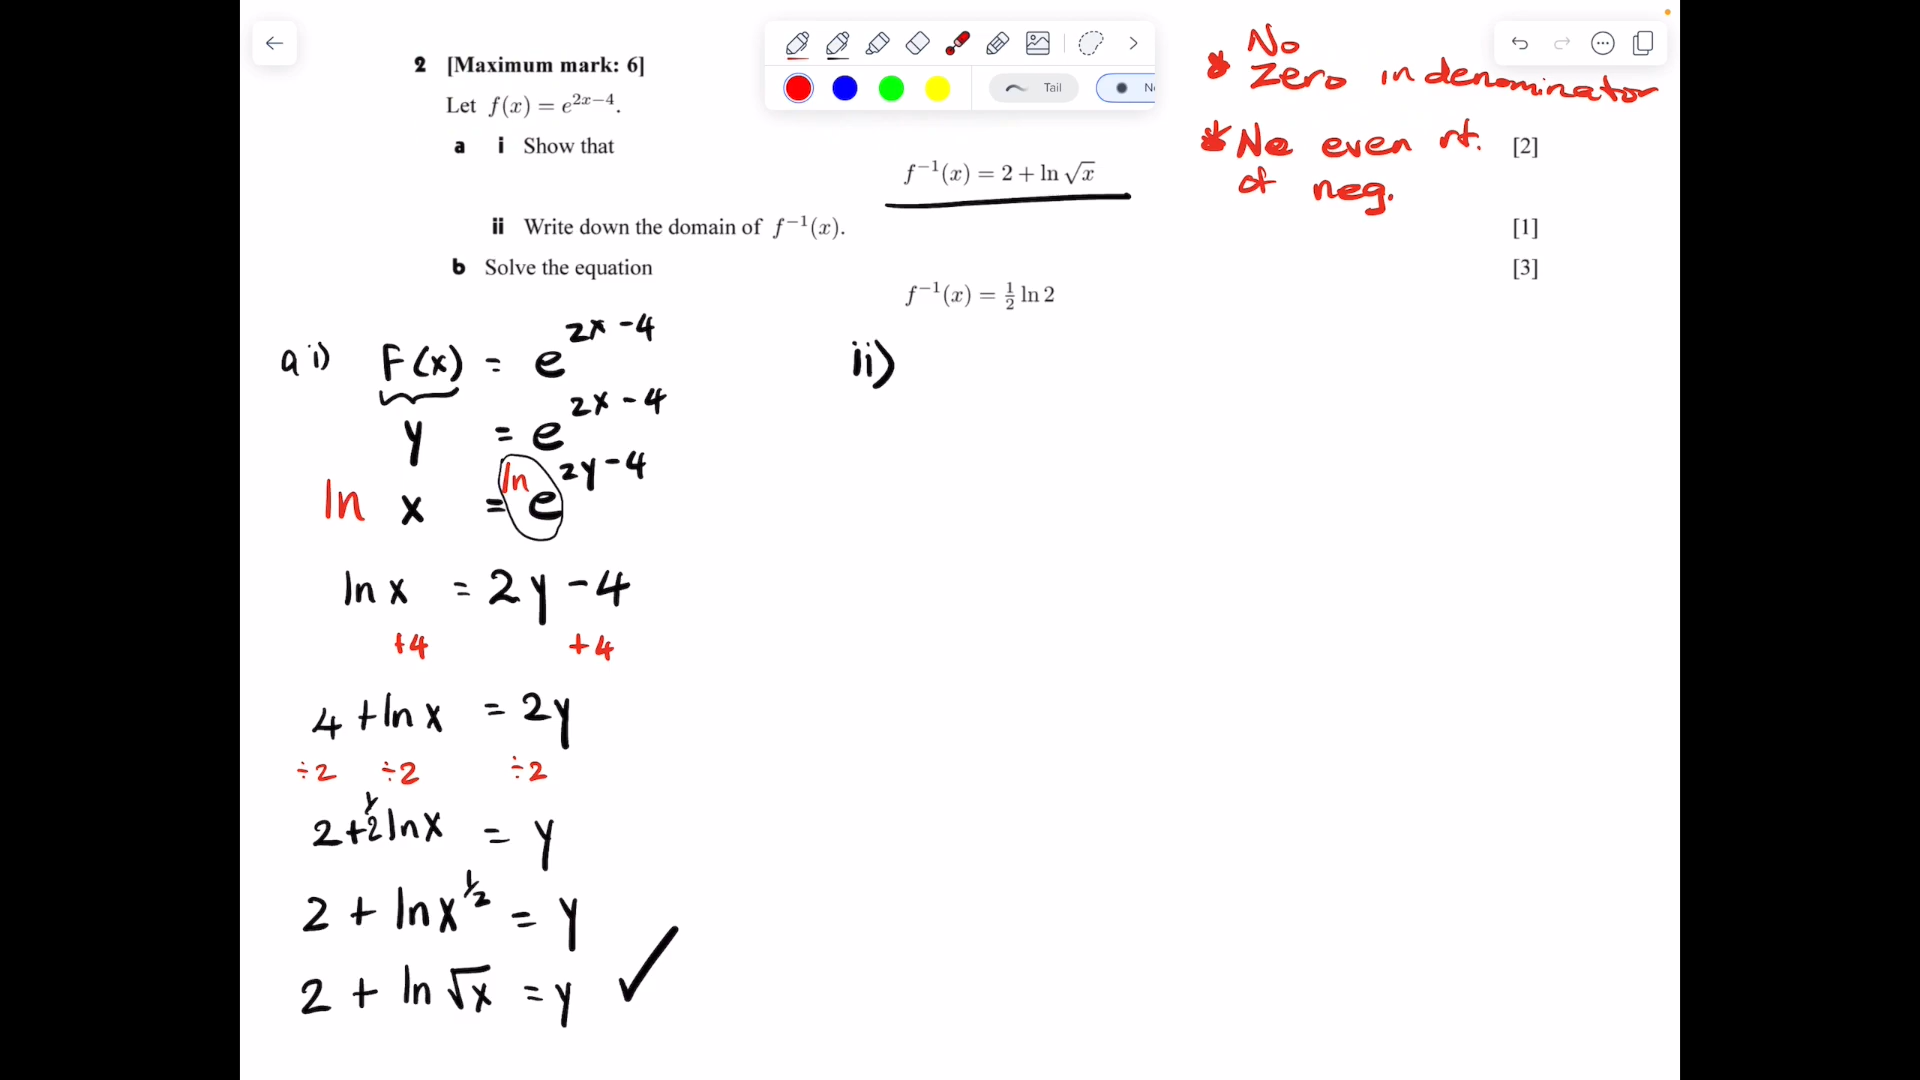 2 [Maximum mark: 6]
Let f(x) = e^{2x−4}.
a i Show that [2]
f⁻¹(x) = 2 + ln √x
ii Write down the domain of f⁻¹(x). [1]
b Solve the equation [3]
f⁻¹(x) = ½ ln 2
Tail
* No Zero in denominator
* No even rt. of neg.
a i) F(x) = e^{2x-4}
y = e^{2x-4}
ln x = ln e^{2y-4}
ln x = 2y - 4
+4 +4
4 + ln x = 2y
÷2 ÷2 ÷2
2 + ½ ln x = y
2 + ln x^{½} = y
2 + ln √x = y ✓
ii)